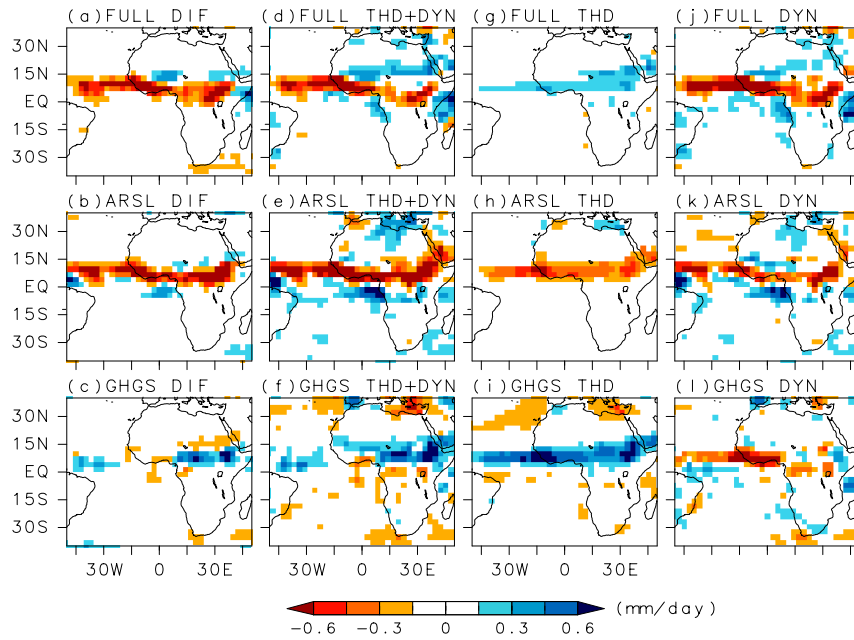 (a)FULL DIF (d)FULL THD+DYN (g)FULL THD (j)FULL DYN
30N
15N
EQ
15S
30S
(b)ARSL DIF (e)ARSL THD+DYN (h)ARSL THD (k)ARSL DYN
30N
15N
EQ
15S
30S
(c)GHGS DIF (f)GHGS THD+DYN (i)GHGS THD (l)GHGS DYN
30N
15N
EQ
15S
30S
30W 0 30E 30W 0 30E 30W 0 30E
(mm/day)
-0.6 -0.3 0 0.3 0.6